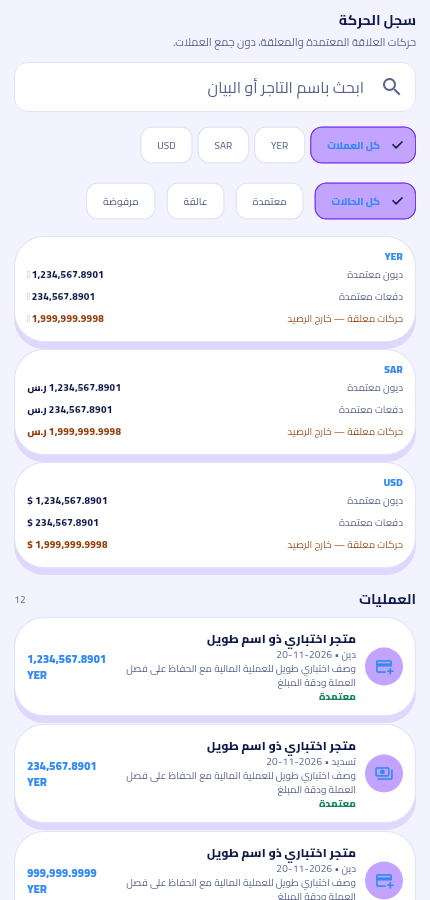 سجل الحركة
حركات العلاقة المعتمدة والمعلقة، دون جمع العملات.
ابحث باسم التاجر أو البيان
كل العملات YER SAR USD
كل الحالات معتمدة عالقة مرفوضة
YER
ديون معتمدة 1,234,567.8901
دفعات معتمدة 234,567.8901
حركات معلقة — خارج الرصيد 1,999,999.9998
SAR
ديون معتمدة 1,234,567.8901 ر.س
دفعات معتمدة 234,567.8901 ر.س
حركات معلقة — خارج الرصيد 1,999,999.9998 ر.س
USD
ديون معتمدة 1,234,567.8901 $
دفعات معتمدة 234,567.8901 $
حركات معلقة — خارج الرصيد 1,999,999.9998 $
العمليات 12
متجر اختباري ذو اسم طويل
دين • 2026-11-20
وصف اختباري طويل للعملية المالية مع الحفاظ على فصل
العملة ودقة المبلغ
معتمدة
1,234,567.8901
YER
متجر اختباري ذو اسم طويل
تسديد • 2026-11-20
وصف اختباري طويل للعملية المالية مع الحفاظ على فصل
العملة ودقة المبلغ
معتمدة
234,567.8901
YER
متجر اختباري ذو اسم طويل
دين • 2026-11-20
وصف اختباري طويل للعملية المالية مع الحفاظ على فصل
العملة ودقة المبلغ
999,999.9999
YER